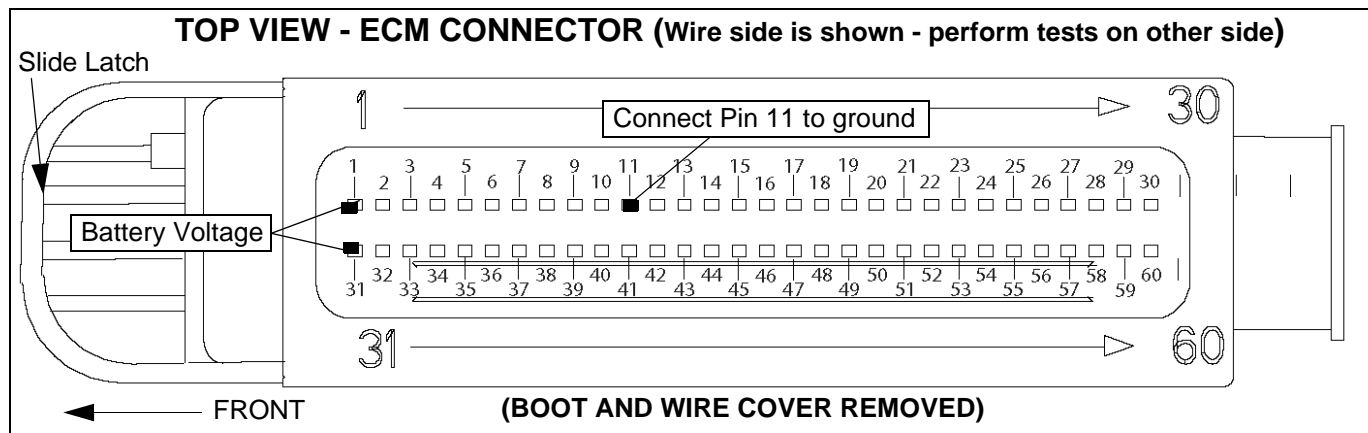 TOP VIEW - ECM CONNECTOR (Wire side is shown - perform tests on other side)
Slide Latch
1 30
Connect Pin 11 to ground
1 3 5 7 9 11 13 15 17 19 21 23 25 27 29
2 4 6 8 10 12 14 16 18 20 22 24 26 28 30
Battery Voltage
32 34 36 38 40 42 44 46 48 50 52 54 56 58 60
31 33 35 37 39 41 43 45 47 49 51 53 55 57 59
31 60
FRONT (BOOT AND WIRE COVER REMOVED)